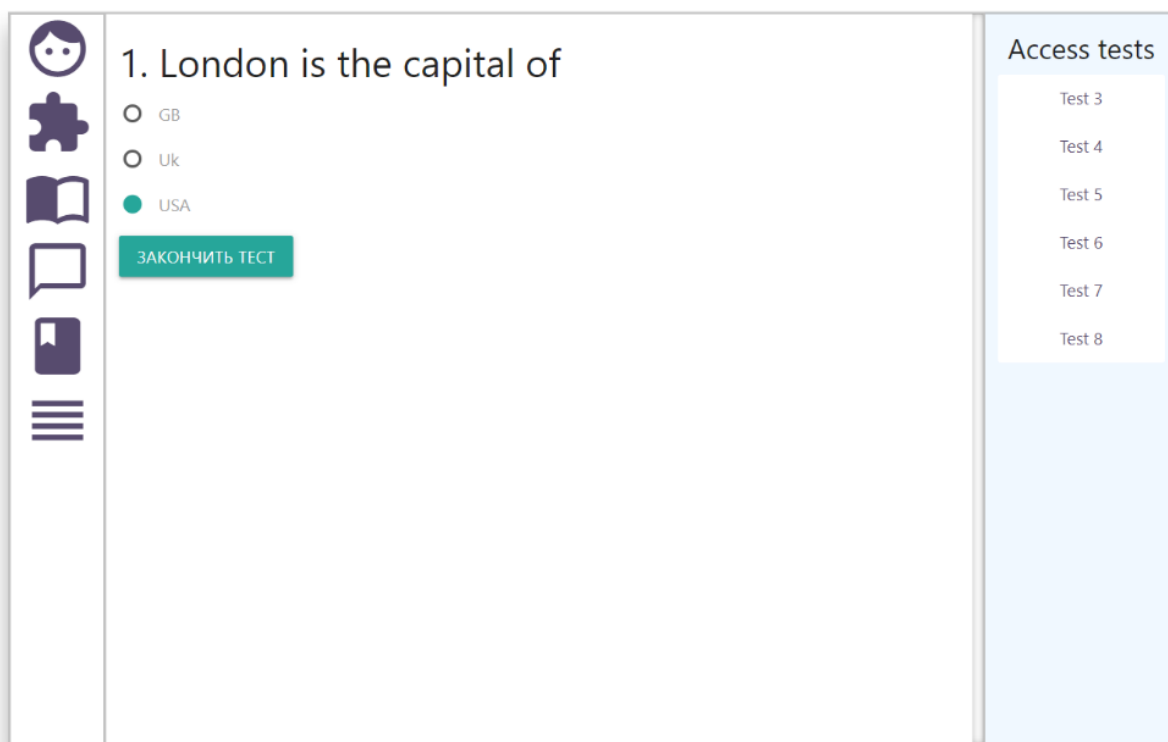 1. London is the capital of
GB
Uk
USA
ЗАКОНЧИТЬ ТЕСТ
Access tests
Test 3
Test 4
Test 5
Test 6
Test 7
Test 8